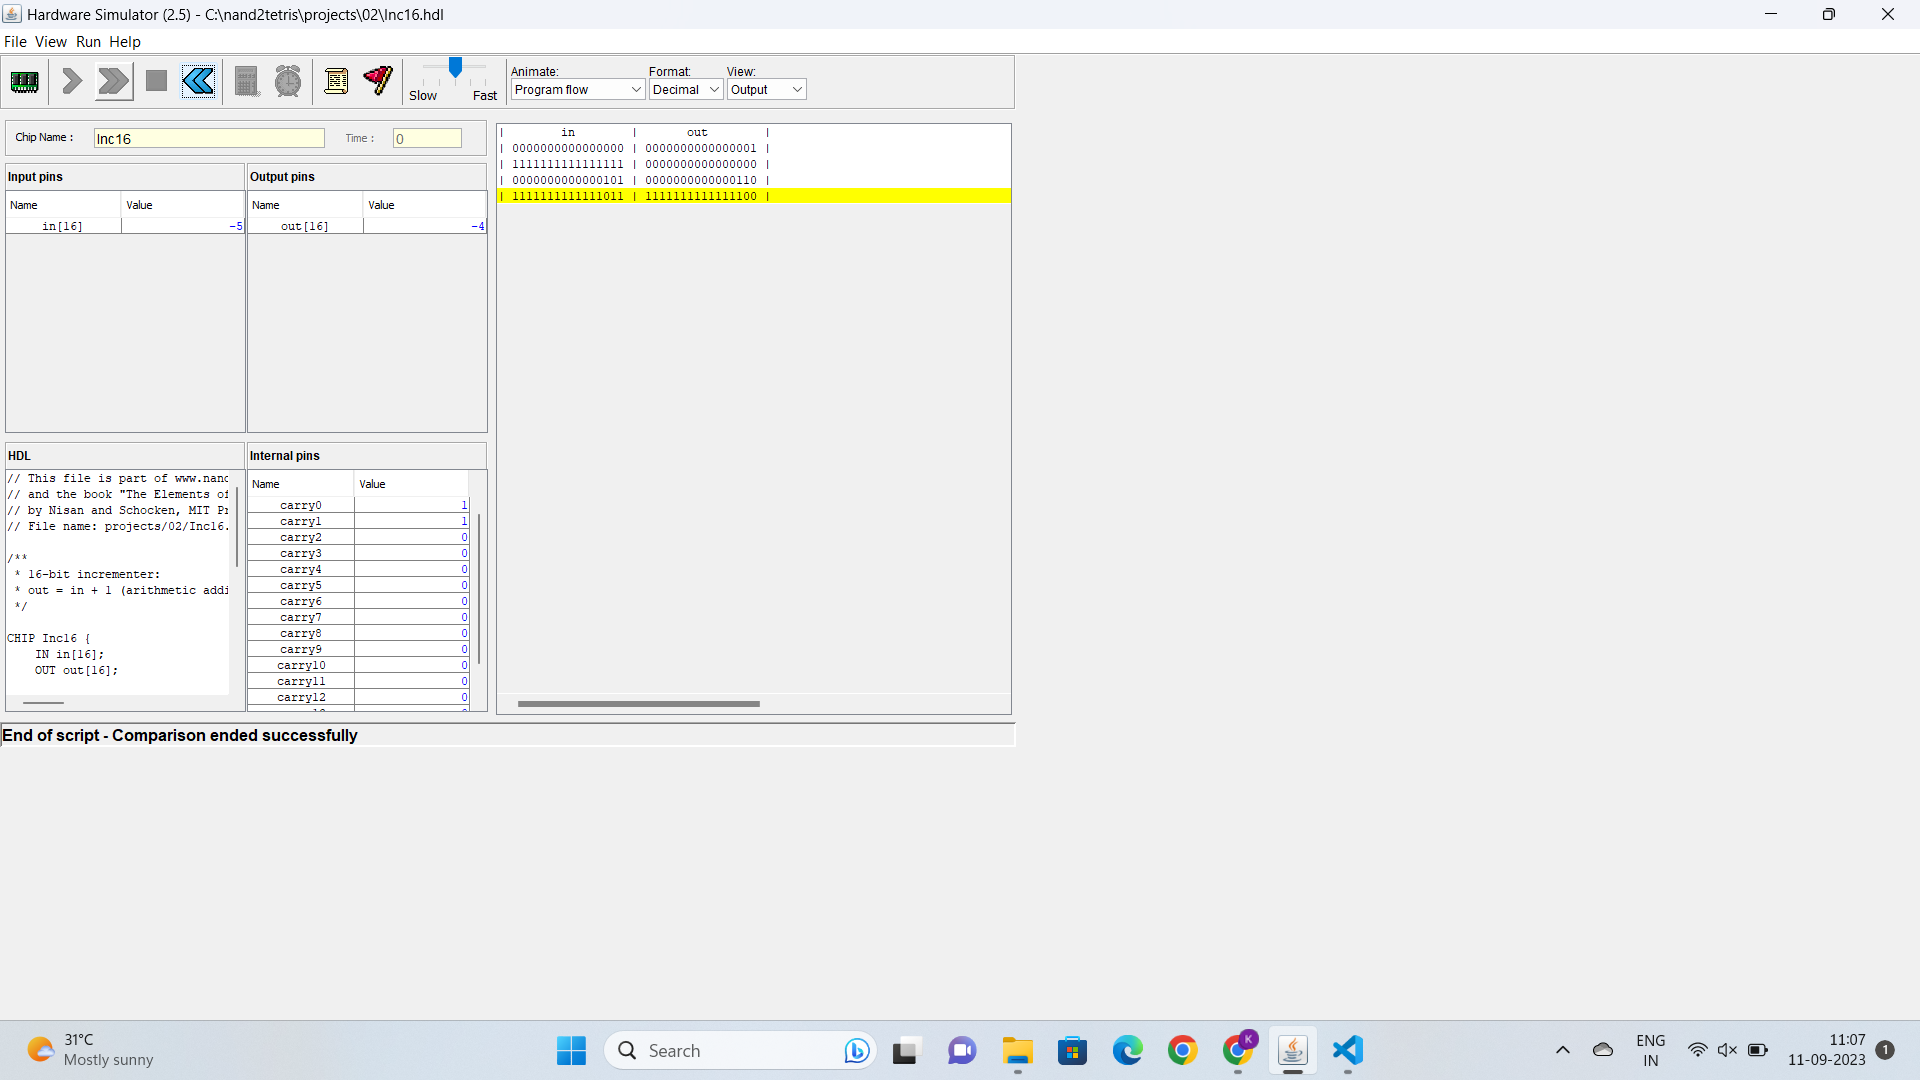 Hardware Simulator (2.5) - C:\nand2tetris\projects\02\Inc16.hdl
File View Run Help
Slow Fast
Animate: Format: View:
Program flow Decimal Output
Chip Name : Inc16 Time : 0
Input pins
Name Value
in[16] -5
Output pins
Name Value
out[16] -4
HDL
// This file is part of www.nand
// and the book "The Elements of
// by Nisan and Schocken, MIT Pr
// File name: projects/02/Inc16.
/**
* 16-bit incrementer:
* out = in + 1 (arithmetic addi
*/
CHIP Inc16 {
IN in[16];
OUT out[16];
Internal pins
Name Value
carry0 1
carry1 1
carry2 0
carry3 0
carry4 0
carry5 0
carry6 0
carry7 0
carry8 0
carry9 0
carry10 0
carry11 0
carry12 0
| in | out |
| 0000000000000000 | 0000000000000001 |
| 1111111111111111 | 0000000000000000 |
| 0000000000000101 | 0000000000000110 |
| 1111111111111011 | 1111111111111100 |
End of script - Comparison ended successfully
31°C
Mostly sunny
Search
K
ENG
IN
11:07
11-09-2023
1